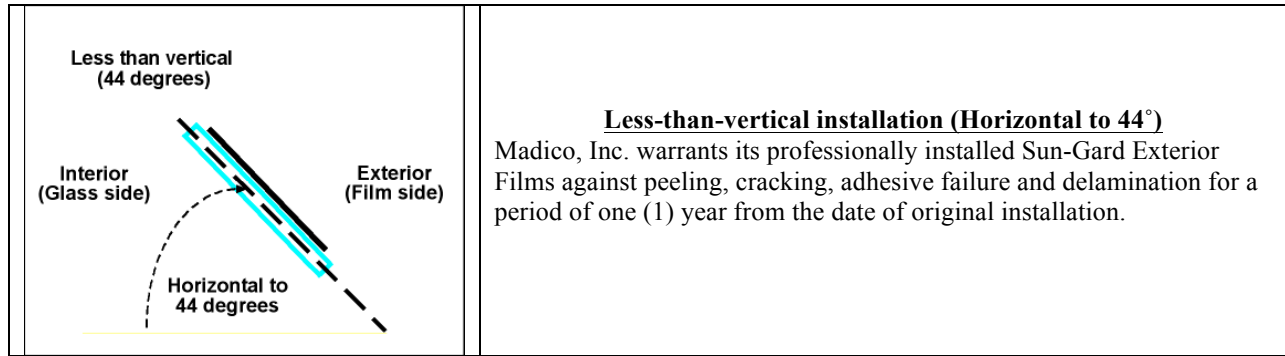 Less than vertical
(44 degrees)
Interior
(Glass side)
Exterior
(Film side)
Horizontal to
44 degrees
Less-than-vertical installation (Horizontal to 44˚)
Madico, Inc. warrants its professionally installed Sun-Gard Exterior
Films against peeling, cracking, adhesive failure and delamination for a
period of one (1) year from the date of original installation.